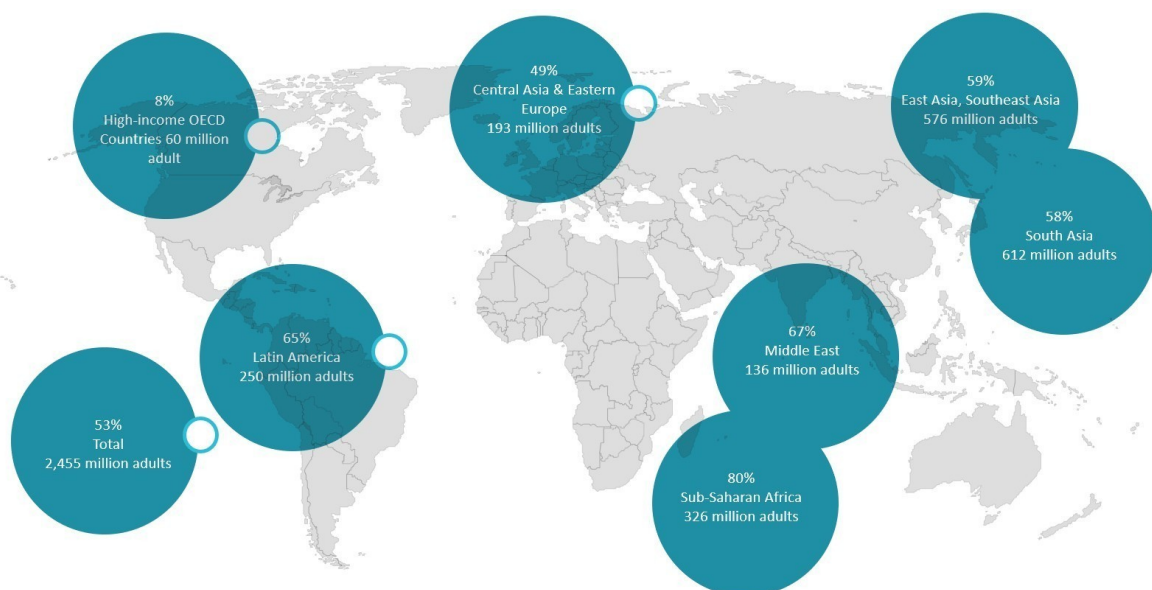 8%
High-income OECD
Countries 60 million
adult
49%
Central Asia & Eastern
Europe
193 million adults
59%
East Asia, Southeast Asia
576 million adults
58%
South Asia
612 million adults
65%
Latin America
250 million adults
67%
Middle East
136 million adults
53%
Total
2,455 million adults
80%
Sub-Saharan Africa
326 million adults